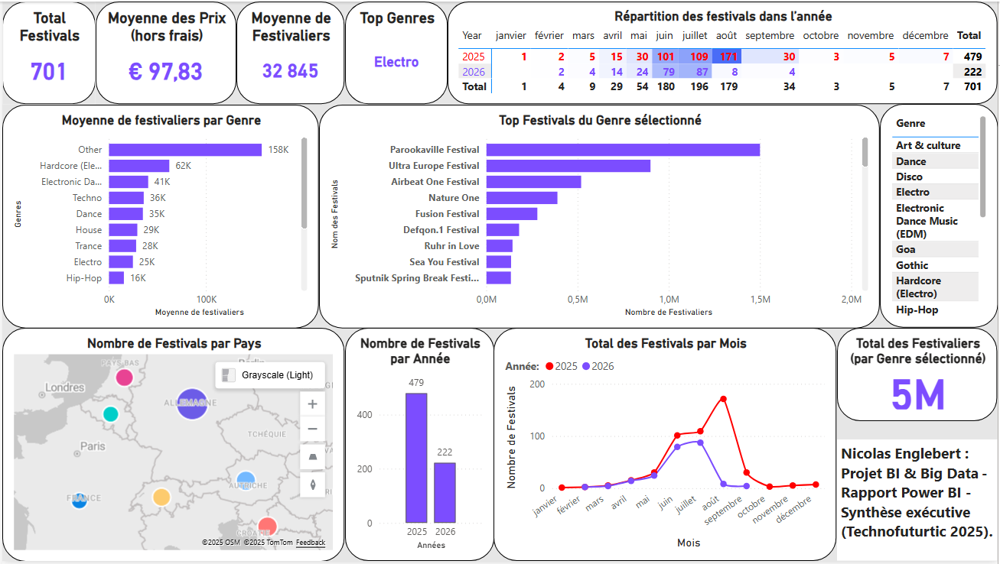 Total
Festivals
701
Moyenne des Prix
(hors frais)
€ 97,83
Moyenne de
Festivaliers
32 845
Top Genres
Electro
Répartition des festivals dans l'année
Year janvier février mars avril mai juin juillet août septembre octobre novembre décembre Total
2025 1 2 5 15 30 101 109 171 30 3 5 7 479
2026 2 4 14 24 79 87 8 4 222
Total 1 4 9 29 54 180 196 179 34 3 5 7 701
Moyenne de festivaliers par Genre
Genres
Other 158K
Hardcore (Ele... 62K
Electronic Da... 41K
Techno 36K
Dance 35K
House 29K
Trance 28K
Electro 25K
Hip-Hop 16K
0K 100K
Moyenne de festivaliers
Top Festivals du Genre sélectionné
Nom des Festivals
Parookaville Festival
Ultra Europe Festival
Airbeat One Festival
Nature One
Fusion Festival
Defqon.1 Festival
Ruhr in Love
Sea You Festival
Sputnik Spring Break Festi...
0,0M 0,5M 1,0M 1,5M 2,0M
Nombre de Festivaliers
Genre
Art & culture
Dance
Disco
Electro
Electronic
Dance Music
(EDM)
Goa
Gothic
Hardcore
(Electro)
Hip-Hop
Nombre de Festivals par Pays
PAYS-BAS
Grayscale (Light)
Londres
ALLEMAGNE
Paris
TCHÉQUIE
AUTRICHE
FRANCE
CROATIE
©2025 OSM ©2025 TomTom Feedback
Nombre de Festivals
par Année
479
222
400
200
0
2025 2026
Années
Total des Festivals par Mois
Année: 2025 2026
Nombre de Festivals
200
100
0
janvier février mars avril mai juin juillet août septembre octobre novembre décembre
Mois
Total des Festivaliers
(par Genre sélectionné)
5M
Nicolas Englebert :
Projet BI & Big Data -
Rapport Power BI -
Synthèse exécutive
(Technofuturtic 2025).